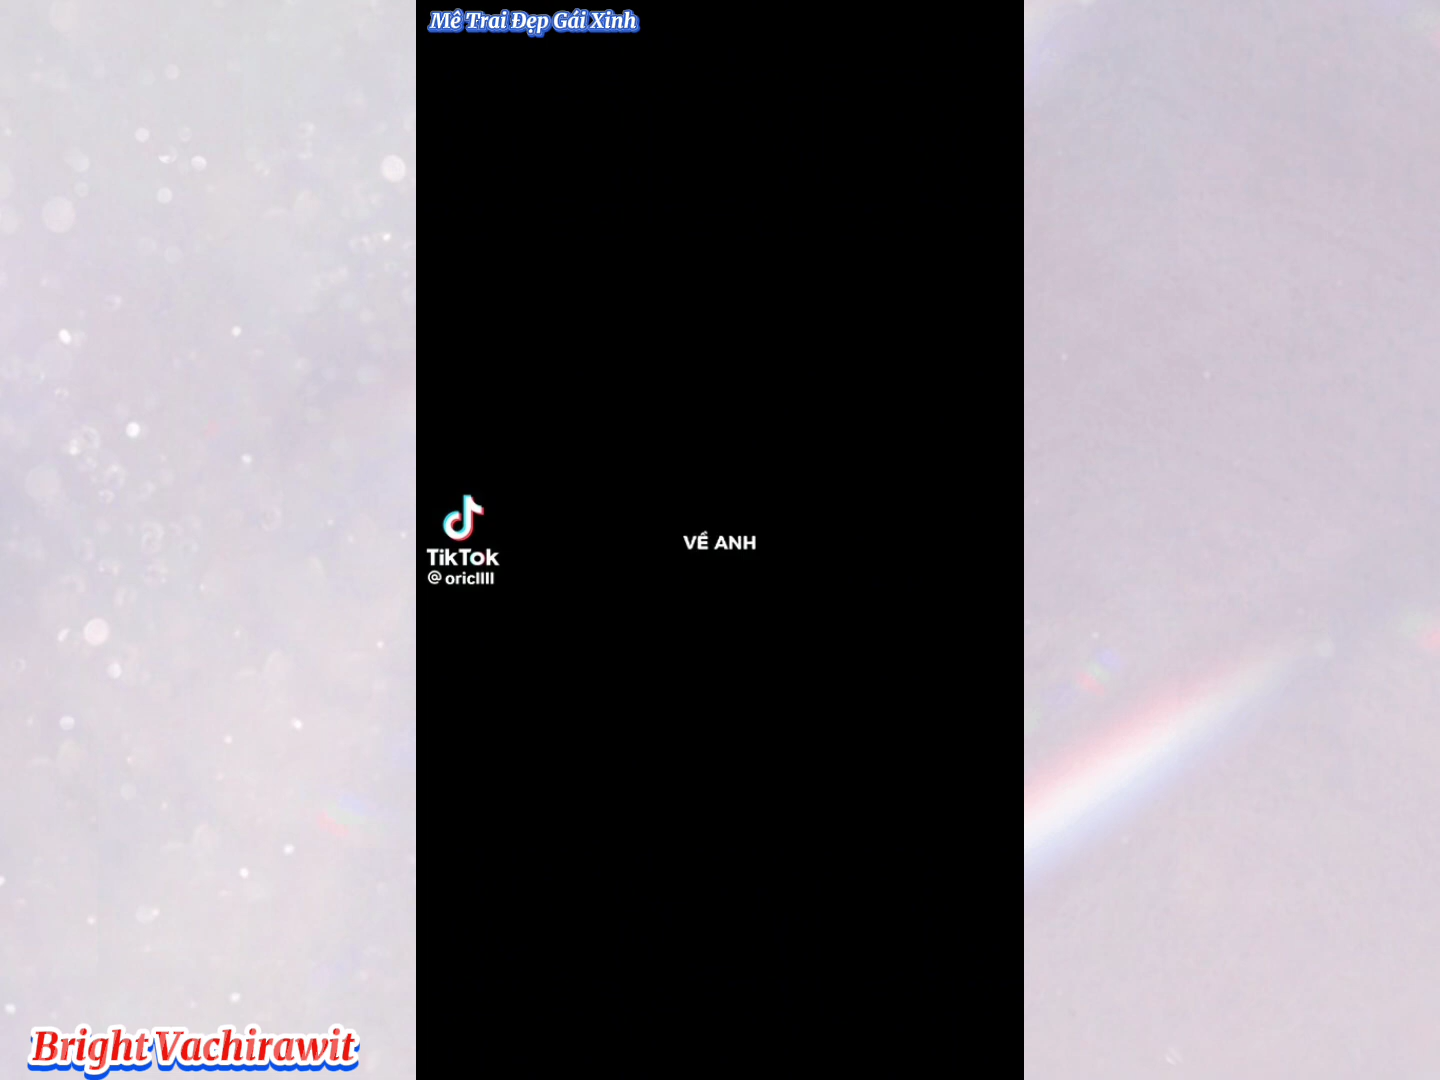 Mê Trai Đẹp Gái Xinh
VỀ ANH
TikTok
@oricllll
Bright Vachirawit